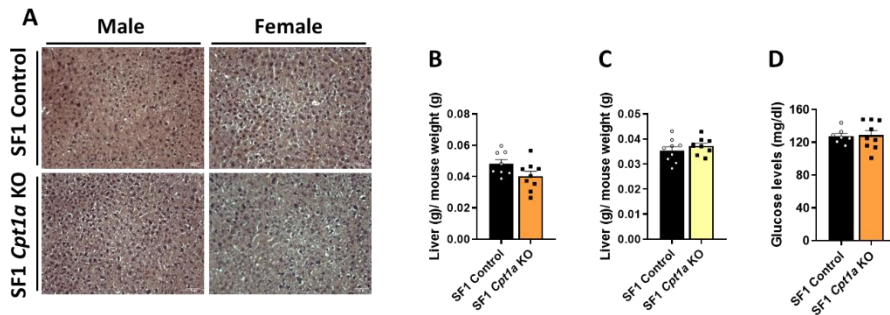 A
Male
Female
SF1 Control
SF1 Cpt1a KO
B
Liver (g)/ mouse weight (g)
0.08
0.06
0.04
0.02
0.00
SF1 Control
SF1 Cpt1a KO
C
Liver (g)/ mouse weight (g)
0.05
0.04
0.03
0.02
0.01
0.00
SF1 Control
SF1 Cpt1a KO
D
Glucose levels (mg/dl)
160
120
80
40
0
SF1 Control
SF1 Cpt1a KO